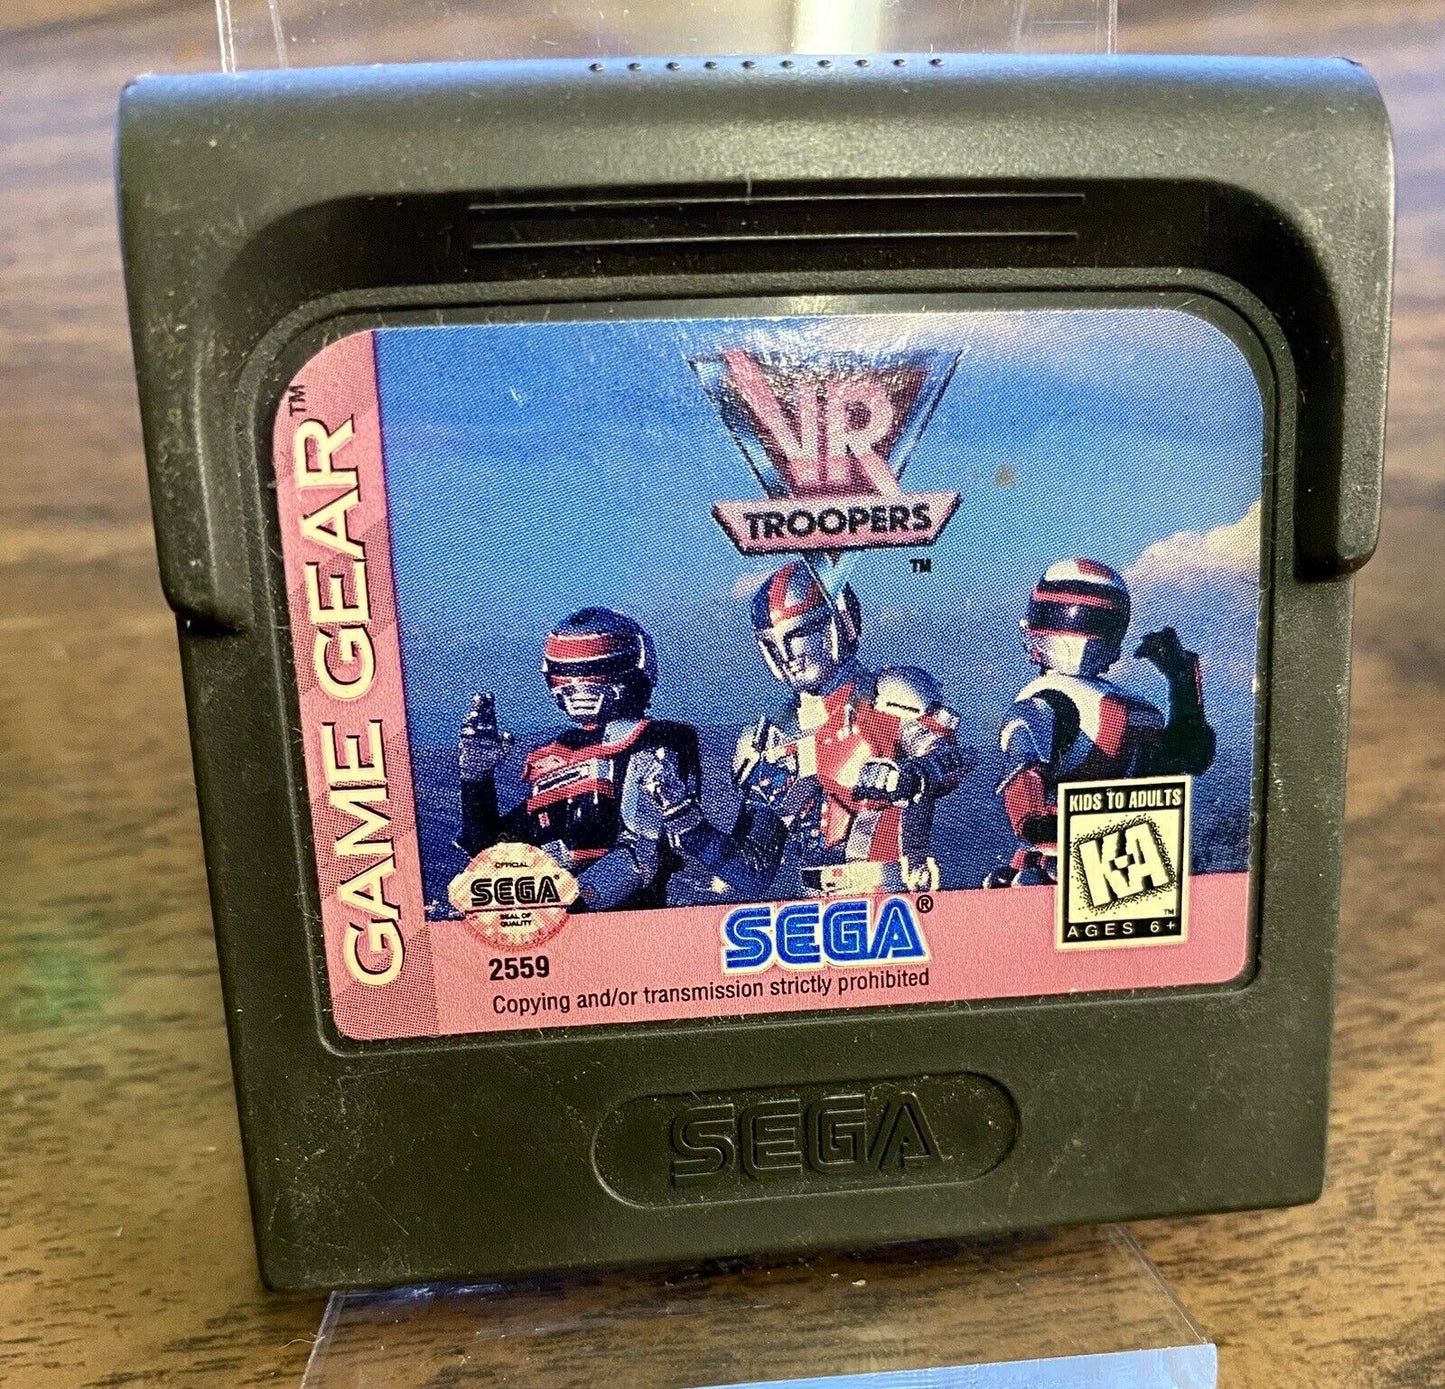 GAME GEAR™
VR
TROOPERS
™
KIDS TO ADULTS
K-A
™
AGES 6+
OFFICIAL
SEGA
SEAL OF
QUALITY
SEGA®
2559
Copying and/or transmission strictly prohibited
SEGA